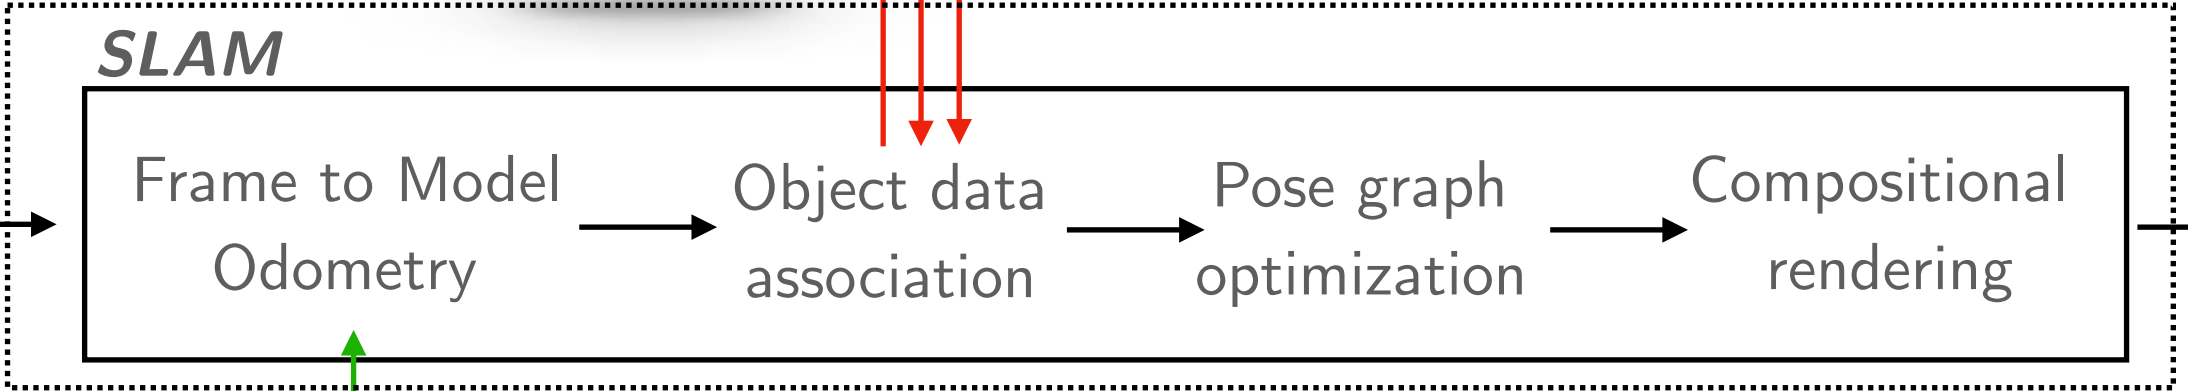 SLAM
Frame to Model
Odometry
Object data
association
Pose graph
optimization
Compositional
rendering